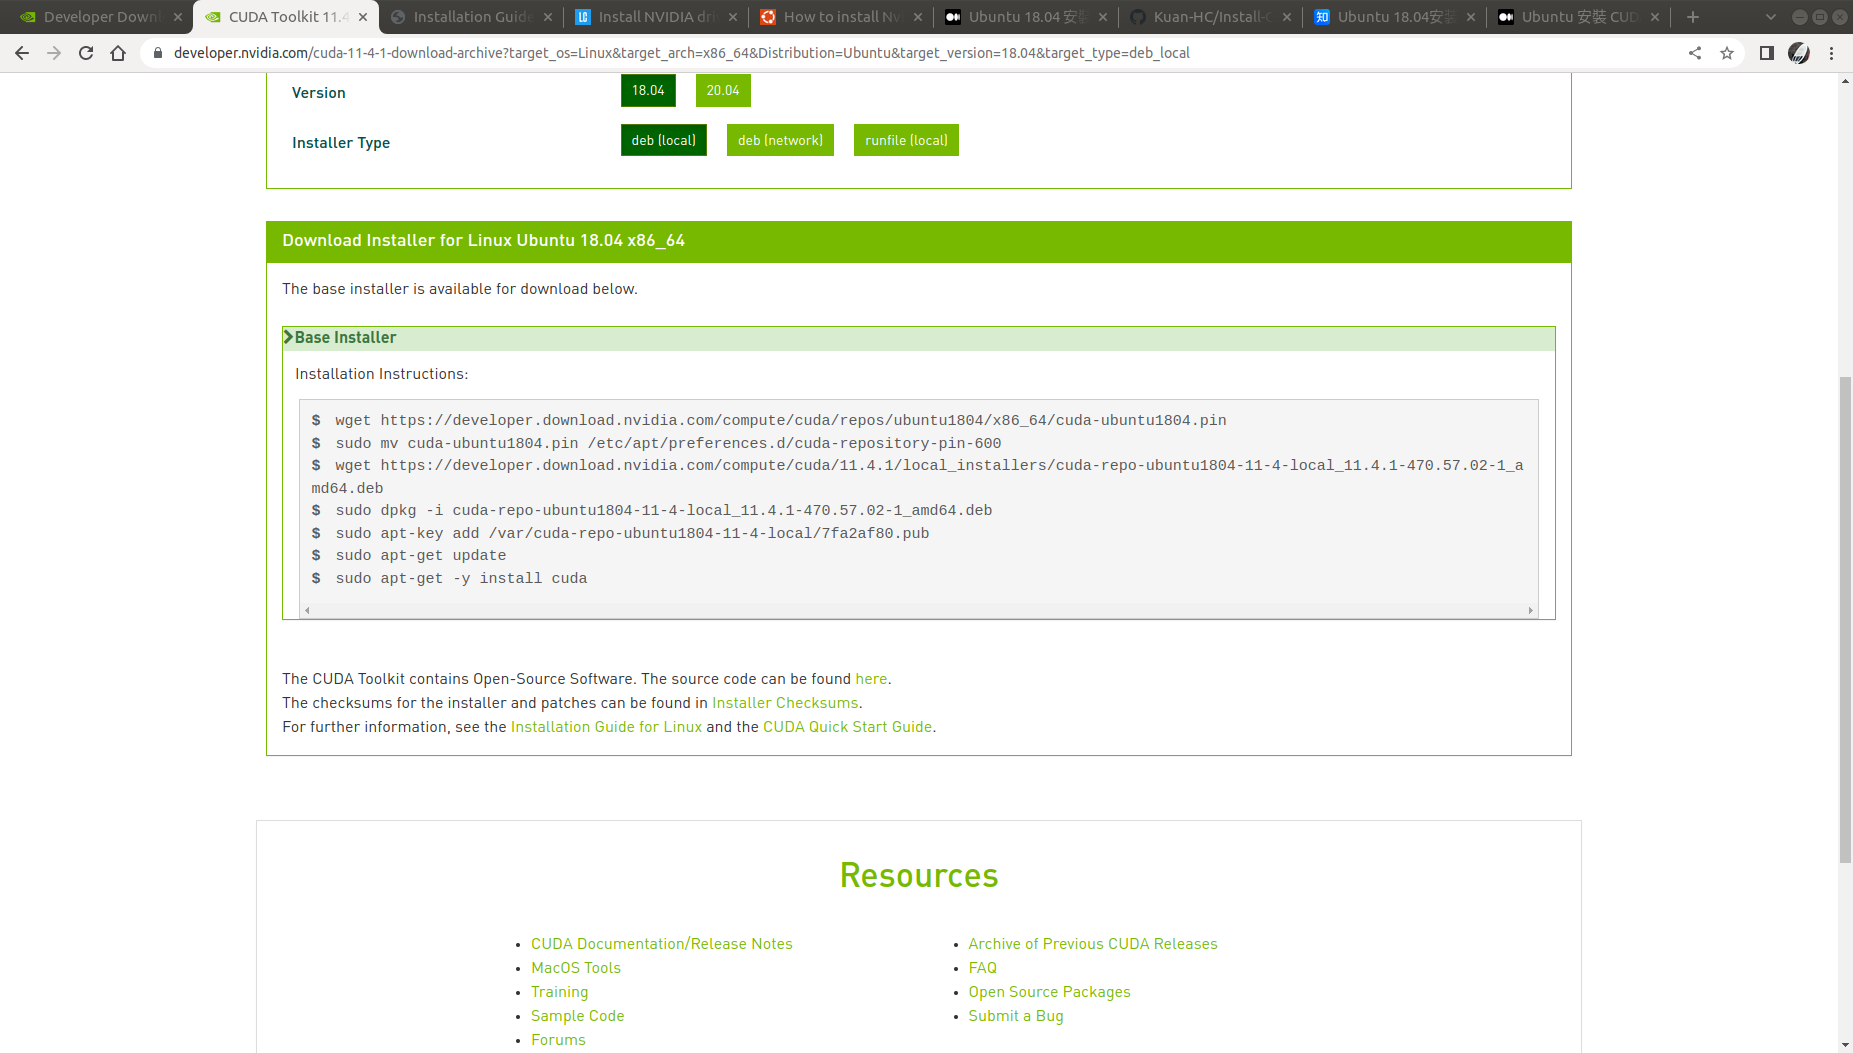 Developer Downl
CUDA Toolkit 11.4
Installation Guide
Install NVIDIA dri
How to install Nv
Ubuntu 18.04 安裝
Kuan-HC/Install-
Ubuntu 18.04安装
Ubuntu 安裝 CUD
developer.nvidia.com/cuda-11-4-1-download-archive?target_os=Linux&target_arch=x86_64&Distribution=Ubuntu&target_version=18.04&target_type=deb_local
Version 18.04 20.04
Installer Type deb (local) deb (network) runfile (local)
Download Installer for Linux Ubuntu 18.04 x86_64
The base installer is available for download below.
Base Installer
Installation Instructions:
$ wget https://developer.download.nvidia.com/compute/cuda/repos/ubuntu1804/x86_64/cuda-ubuntu1804.pin
$ sudo mv cuda-ubuntu1804.pin /etc/apt/preferences.d/cuda-repository-pin-600
$ wget https://developer.download.nvidia.com/compute/cuda/11.4.1/local_installers/cuda-repo-ubuntu1804-11-4-local_11.4.1-470.57.02-1_a
md64.deb
$ sudo dpkg -i cuda-repo-ubuntu1804-11-4-local_11.4.1-470.57.02-1_amd64.deb
$ sudo apt-key add /var/cuda-repo-ubuntu1804-11-4-local/7fa2af80.pub
$ sudo apt-get update
$ sudo apt-get -y install cuda
The CUDA Toolkit contains Open-Source Software. The source code can be found here.
The checksums for the installer and patches can be found in Installer Checksums.
For further information, see the Installation Guide for Linux and the CUDA Quick Start Guide.
Resources
CUDA Documentation/Release Notes
MacOS Tools
Training
Sample Code
Forums
Archive of Previous CUDA Releases
FAQ
Open Source Packages
Submit a Bug